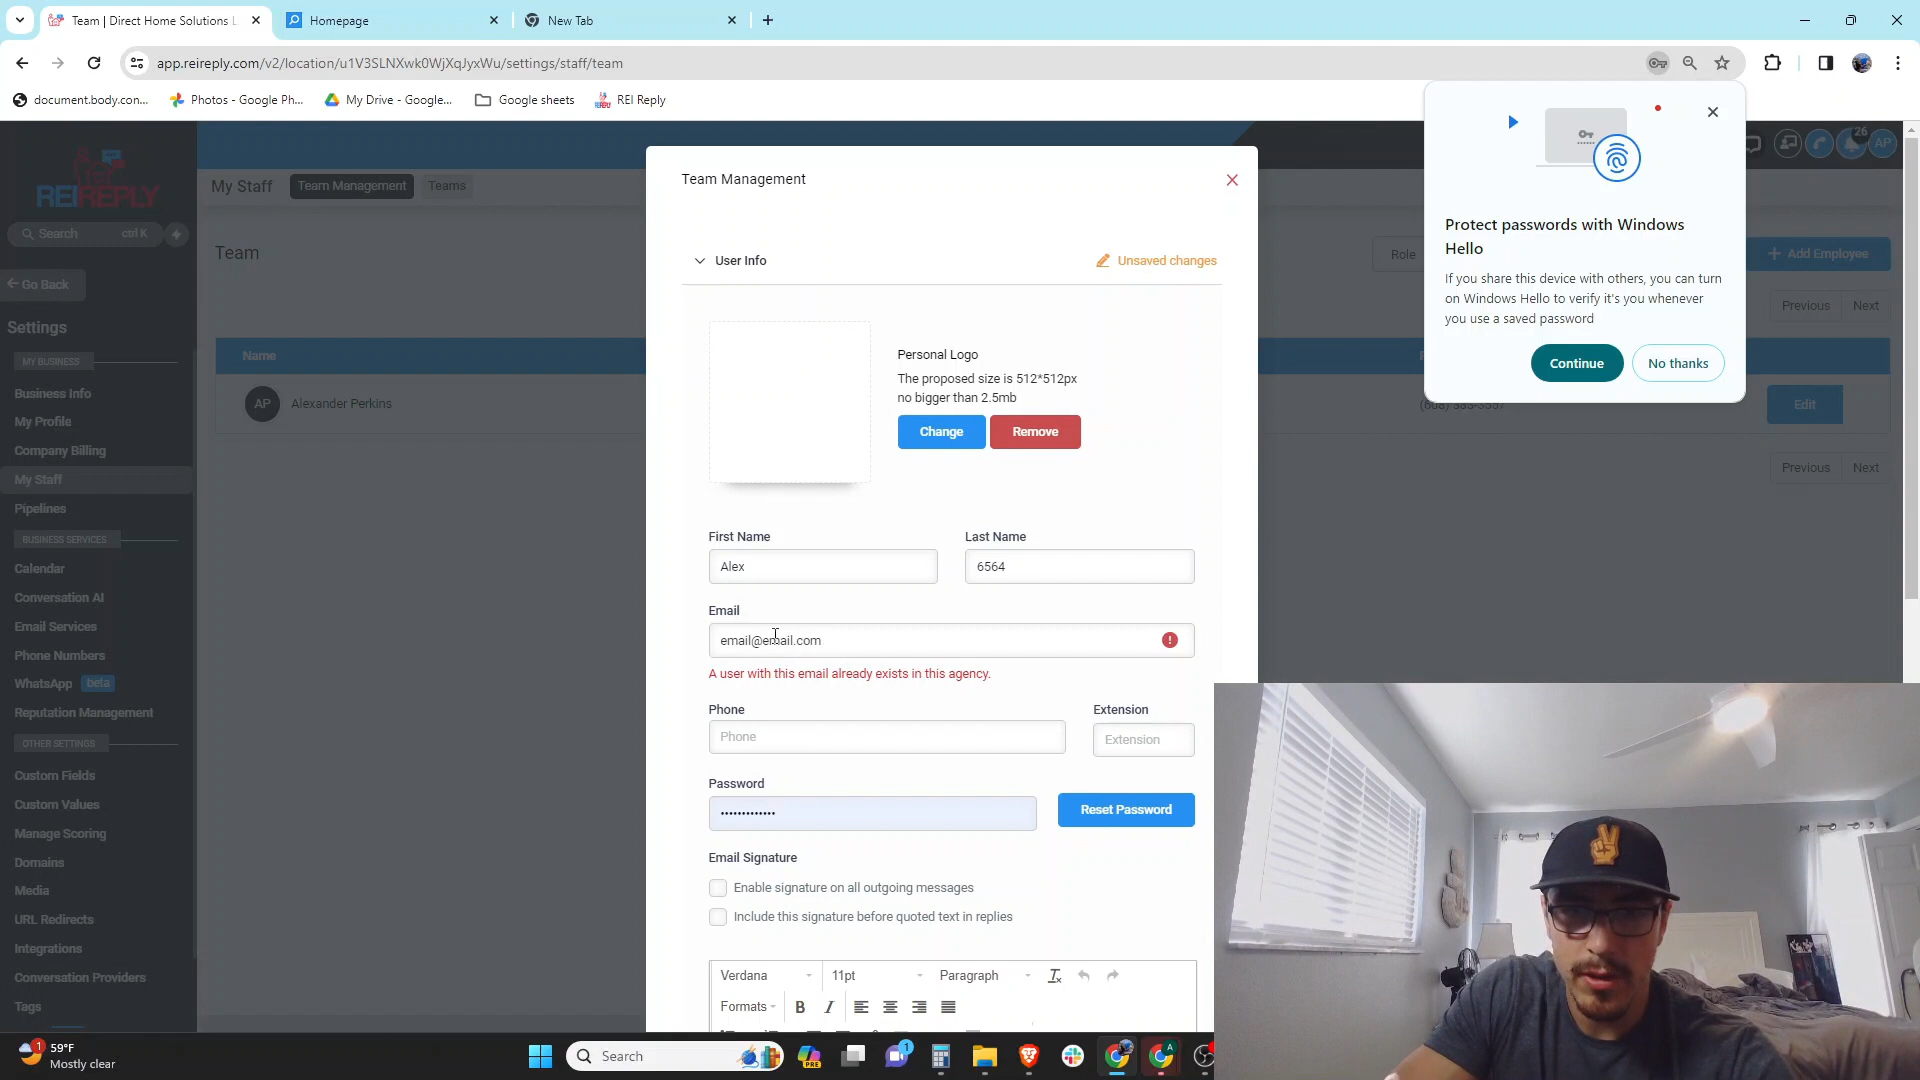 Team | Direct Home Solutions L
Homepage
New Tab
app.reireply.com/v2/location/u1V3SLNXwk0WjXqJyxWu/settings/staff/team
document.body.con...
Photos - Google Ph...
My Drive - Google...
Google sheets
REI Reply
REIREPLY
Search
ctrl K
Go Back
Settings
MY BUSINESS
Business Info
My Profile
Company Billing
My Staff
Pipelines
BUSINESS SERVICES
Calendar
Conversation AI
Email Services
Phone Numbers
WhatsApp beta
Reputation Management
OTHER SETTINGS
Custom Fields
Custom Values
Manage Scoring
Domains
Media
URL Redirects
Integrations
Conversation Providers
Tags
My Staff
Team Management
Teams
Team
Name
AP
Alexander Perkins
Team Management
User Info
Unsaved changes
Personal Logo
The proposed size is 512*512px
no bigger than 2.5mb
Change
Remove
First Name
Last Name
Alex
6564
Email
email@email.com
A user with this email already exists in this agency.
Phone
Extension
Phone
Extension
Password
•••••••••••••
Reset Password
Email Signature
Enable signature on all outgoing messages
Include this signature before quoted text in replies
Verdana
11pt
Paragraph
Formats
B
I
Protect passwords with Windows
Hello
If you share this device with others, you can turn
on Windows Hello to verify it's you whenever
you use a saved password
Continue
No thanks
26
AP
Role
Add Employee
Previous
Next
Edit
Previous
Next
1
59°F
Mostly clear
Search
PRE
1
A